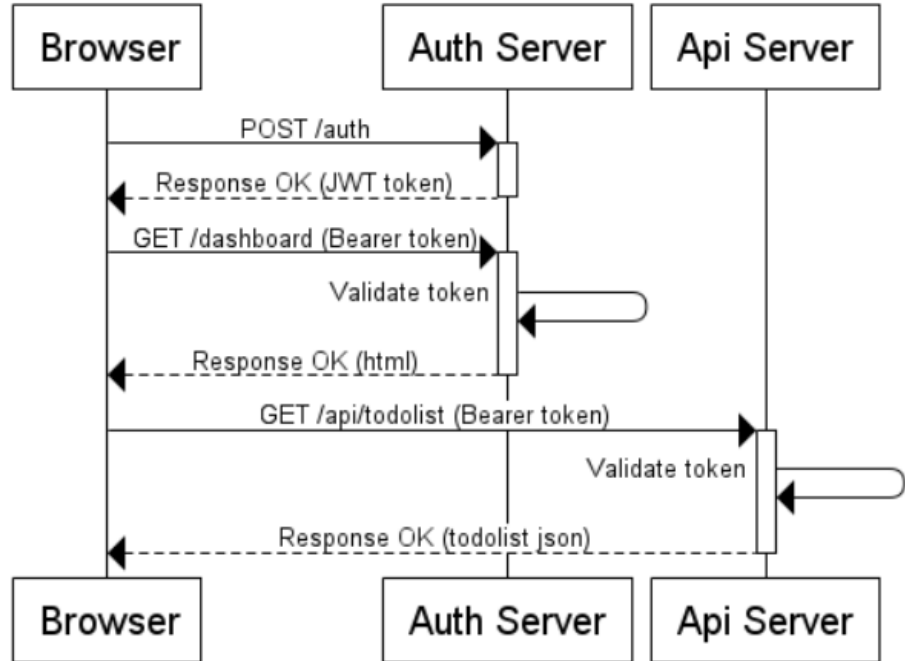 Browser
Auth Server
Api Server
POST /auth
Response OK (JWT token)
GET /dashboard (Bearer token)
Validate token
Response OK (html)
GET /api/todolist (Bearer token)
Validate token
Response OK (todolist json)
Browser
Auth Server
Api Server